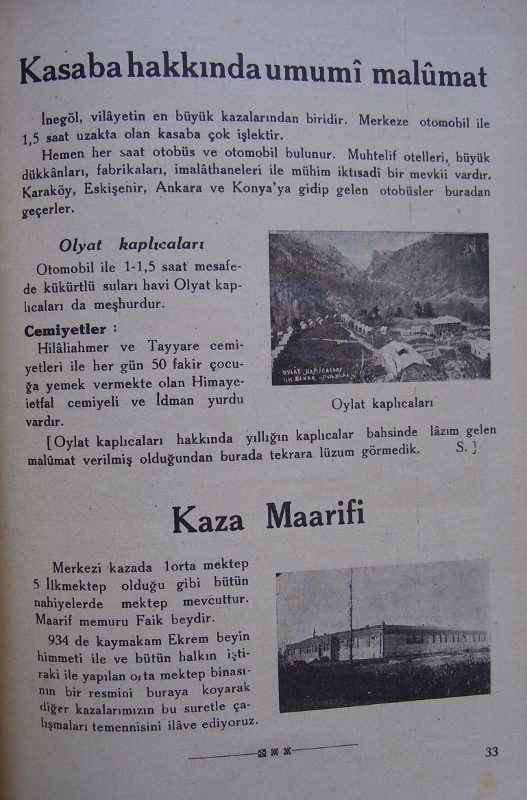 Kasaba hakkında umumî malûmat
İnegöl, vilâyetin en büyük kazalarından biridir. Merkeze otomobil ile
1,5 saat uzakta olan kasaba çok işlektir.
Hemen her saat otobüs ve otomobil bulunur. Muhtelif otelleri, büyük
dükkânları, fabrikaları, imalâthaneleri ile mühim iktisadî bir mevkii vardır.
Karaköy, Eskişehir, Ankara ve Konya'ya gidip gelen otobüsler buradan
geçerler.
Olyat kaplıcaları
Otomobil ile 1-1,5 saat mesafe-
de kükürtlü suları havi Olyat kap-
lıcaları da meşhurdur.
Cemiyetler :
Hilâliahmer ve Tayyare cemi-
yetleri ile her gün 50 fakir çocu-
ğa yemek vermekte olan Himaye-
ietfal cemiyeli ve İdman yurdu
vardır.
OYLAT KAPLICALARI
Oylat kaplıcaları
[Oylat kaplıcaları hakkında yıllığın kaplıcalar bahsinde lâzım gelen
malûmat verilmiş olduğundan burada tekrara lüzum görmedik. S. ]
Kaza Maarifi
Merkezi kazada 1orta mektep
5 İlkmektep olduğu gibi bütün
nahiyelerde mektep mevcuttur.
Maarif memuru Faik beydir.
934 de kaymakam Ekrem beyin
himmeti ile ve bütün halkın işti-
raki ile yapılan orta mektep binası-
nın bir resmini buraya koyarak
diğer kazalarımızın bu suretle ça-
lışmaları temennisini ilâve ediyoruz.
33